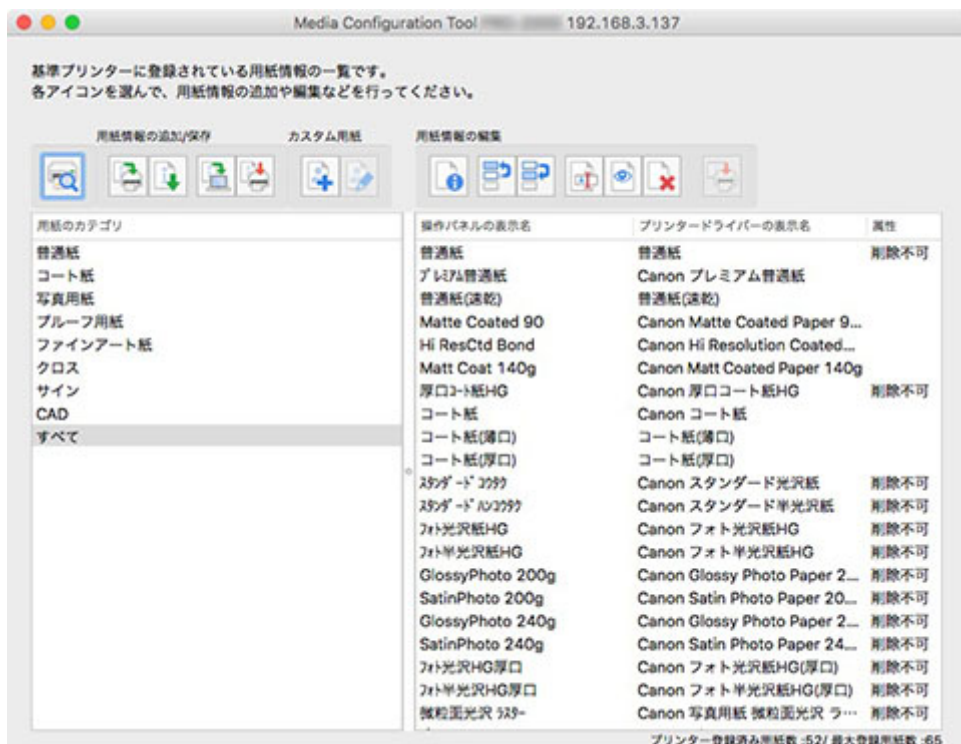 Media Configuration Tool 192.168.3.137
基準プリンターに登録されている用紙情報の一覧です。
各アイコンを選んで、用紙情報の追加や編集などを行ってください。
用紙情報の追加/保存 カスタム用紙 用紙情報の編集
用紙のカテゴリ
普通紙
コート紙
写真用紙
プルーフ用紙
ファインアート紙
クロス
サイン
CAD
すべて
操作パネルの表示名 プリンタードライバーの表示名 属性
普通紙 普通紙 削除不可
プレミアム普通紙 Canon プレミアム普通紙
普通紙(速乾) 普通紙(速乾)
Matte Coated 90 Canon Matte Coated Paper 9...
Hi ResCtd Bond Canon Hi Resolution Coated...
Matt Coat 140g Canon Matt Coated Paper 140g
厚口コート紙HG Canon 厚口コート紙HG 削除不可
コート紙 Canon コート紙
コート紙(薄口) コート紙(薄口)
コート紙(厚口) コート紙(厚口)
スタンダード コウタク Canon スタンダード光沢紙 削除不可
スタンダード ハンコウタク Canon スタンダード半光沢紙 削除不可
フォト光沢紙HG Canon フォト光沢紙HG 削除不可
フォト半光沢紙HG Canon フォト半光沢紙HG 削除不可
GlossyPhoto 200g Canon Glossy Photo Paper 2... 削除不可
SatinPhoto 200g Canon Satin Photo Paper 20... 削除不可
GlossyPhoto 240g Canon Glossy Photo Paper 2... 削除不可
SatinPhoto 240g Canon Satin Photo Paper 24... 削除不可
フォト光沢HG厚口 Canon フォト光沢紙HG(厚口) 削除不可
フォト半光沢HG厚口 Canon フォト半光沢紙HG(厚口) 削除不可
微粒面光沢 ラスター Canon 写真用紙 微粒面光沢 ラ… 削除不可
プリンター登録済み用紙数 :52/ 最大登録用紙数 :65